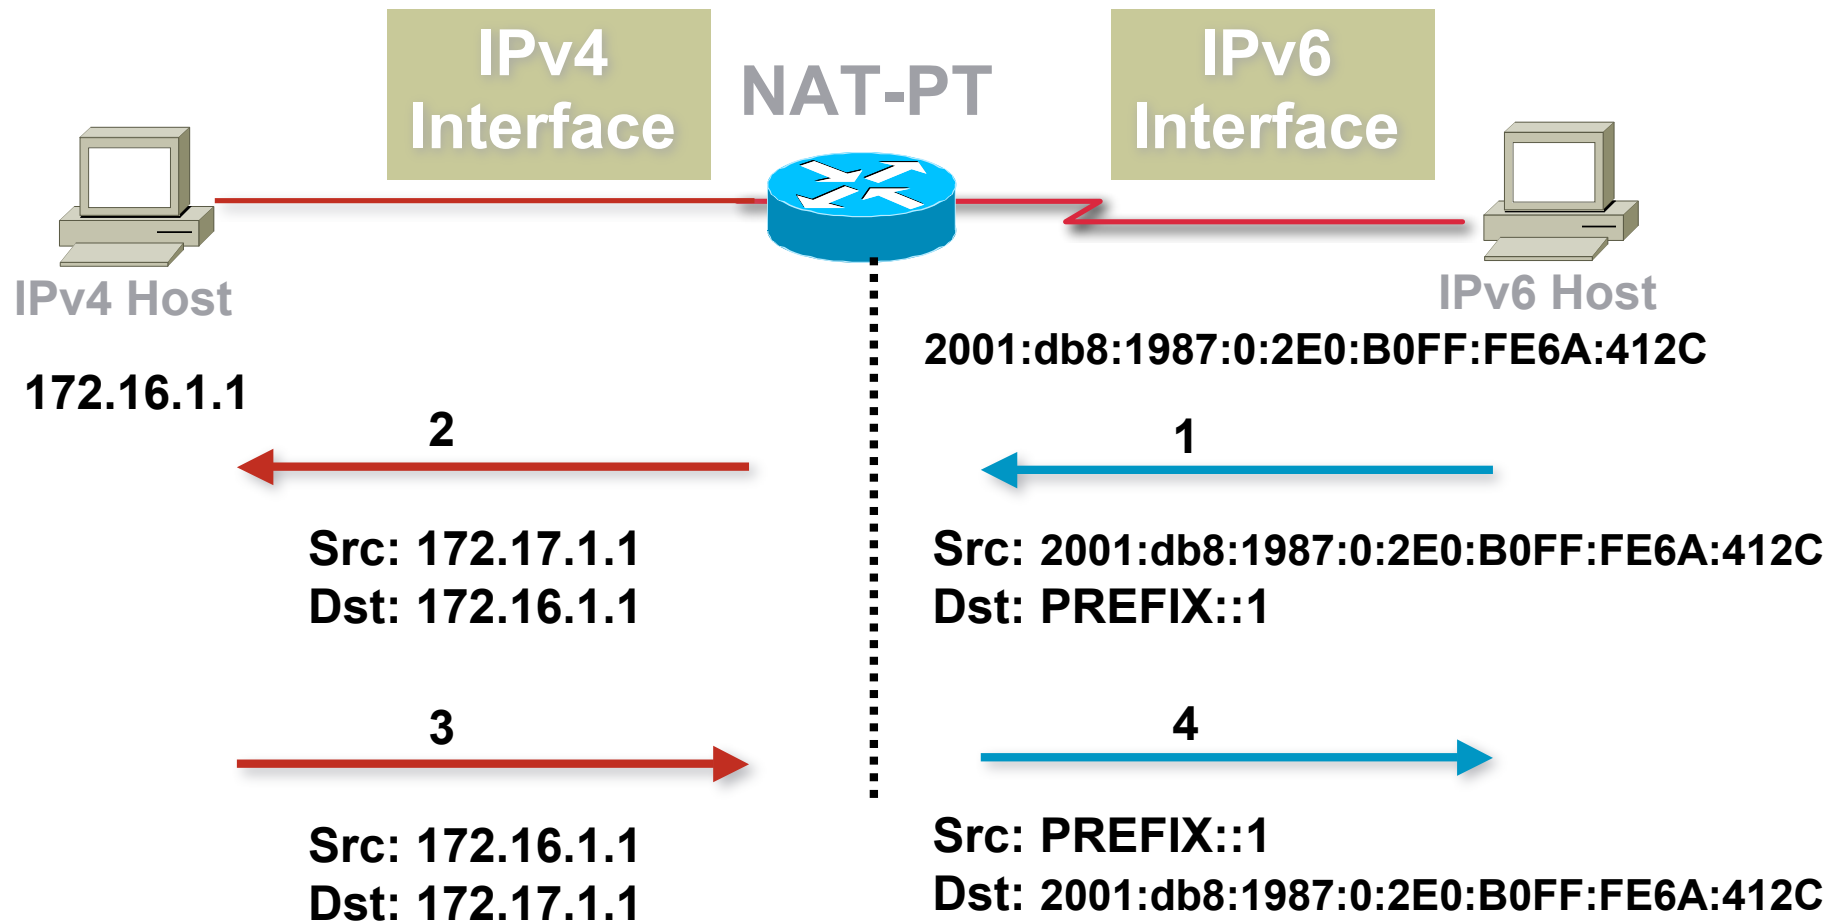 IPv4
Interface
NAT-PT
IPv6
Interface
IPv4 Host
IPv6 Host
172.16.1.1
2001:db8:1987:0:2E0:B0FF:FE6A:412C
2
1
Src: 172.17.1.1
Dst: 172.16.1.1
Src: 2001:db8:1987:0:2E0:B0FF:FE6A:412C
Dst: PREFIX::1
3
4
Src: 172.16.1.1
Dst: 172.17.1.1
Src: PREFIX::1
Dst: 2001:db8:1987:0:2E0:B0FF:FE6A:412C